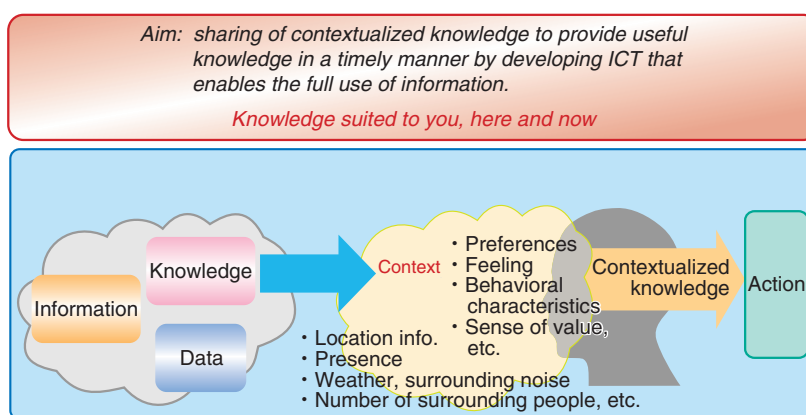 Aim: sharing of contextualized knowledge to provide useful
knowledge in a timely manner by developing ICT that
enables the full use of information.
Knowledge suited to you, here and now
Knowledge
Information
Data
Context
・Preferences
・Feeling
・Behavioral
characteristics
・Sense of value,
etc.
・Location info.
・Presence
・Weather, surrounding noise
・Number of surrounding people, etc.
Contextualized
knowledge
Action